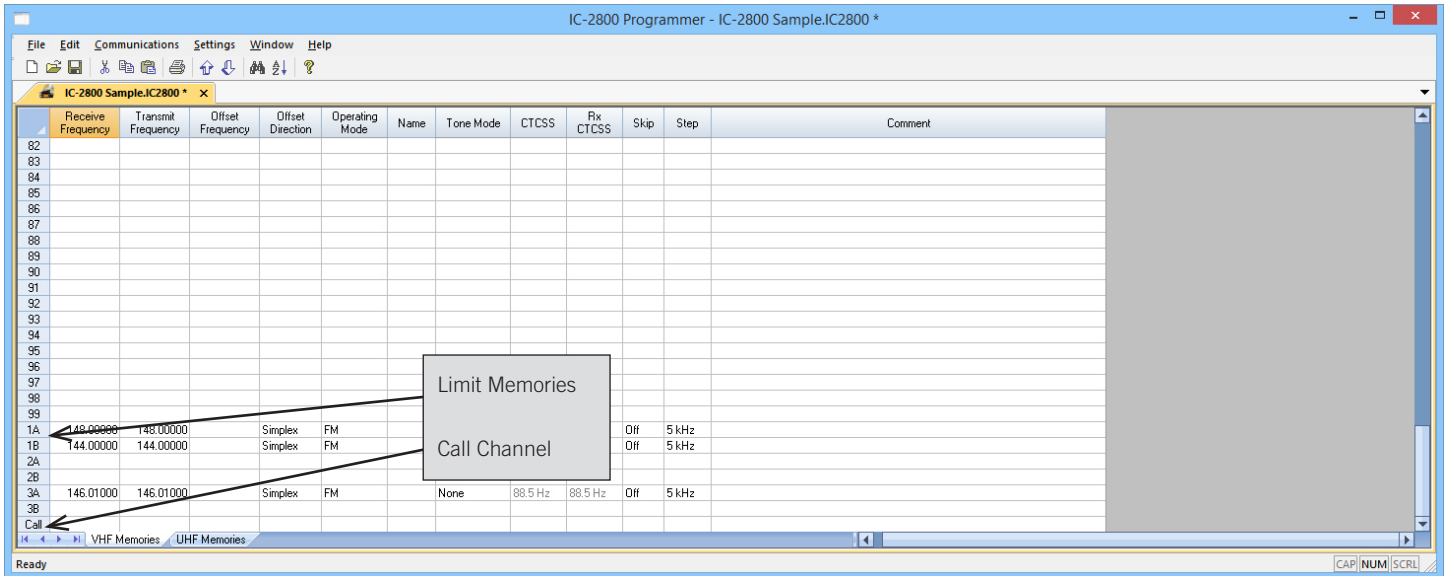 IC-2800 Programmer - IC-2800 Sample.IC2800 *
File Edit Communications Settings Window Help
IC-2800 Sample.IC2800 * x
Receive Frequency Transmit Frequency Offset Frequency Offset Direction Operating Mode Name Tone Mode CTCSS Rx CTCSS Skip Step Comment
82
83
84
85
86
87
88
89
90
91
92
93
94
95
96
97
98
99
1A 148.00000 148.00000 Simplex FM Off 5 kHz
1B 144.00000 144.00000 Simplex FM Off 5 kHz
2A
2B
3A 146.01000 146.01000 Simplex FM None 88.5 Hz 88.5 Hz Off 5 kHz
3B
Call
Limit Memories
Call Channel
VHF Memories UHF Memories
Ready CAP NUM SCRL